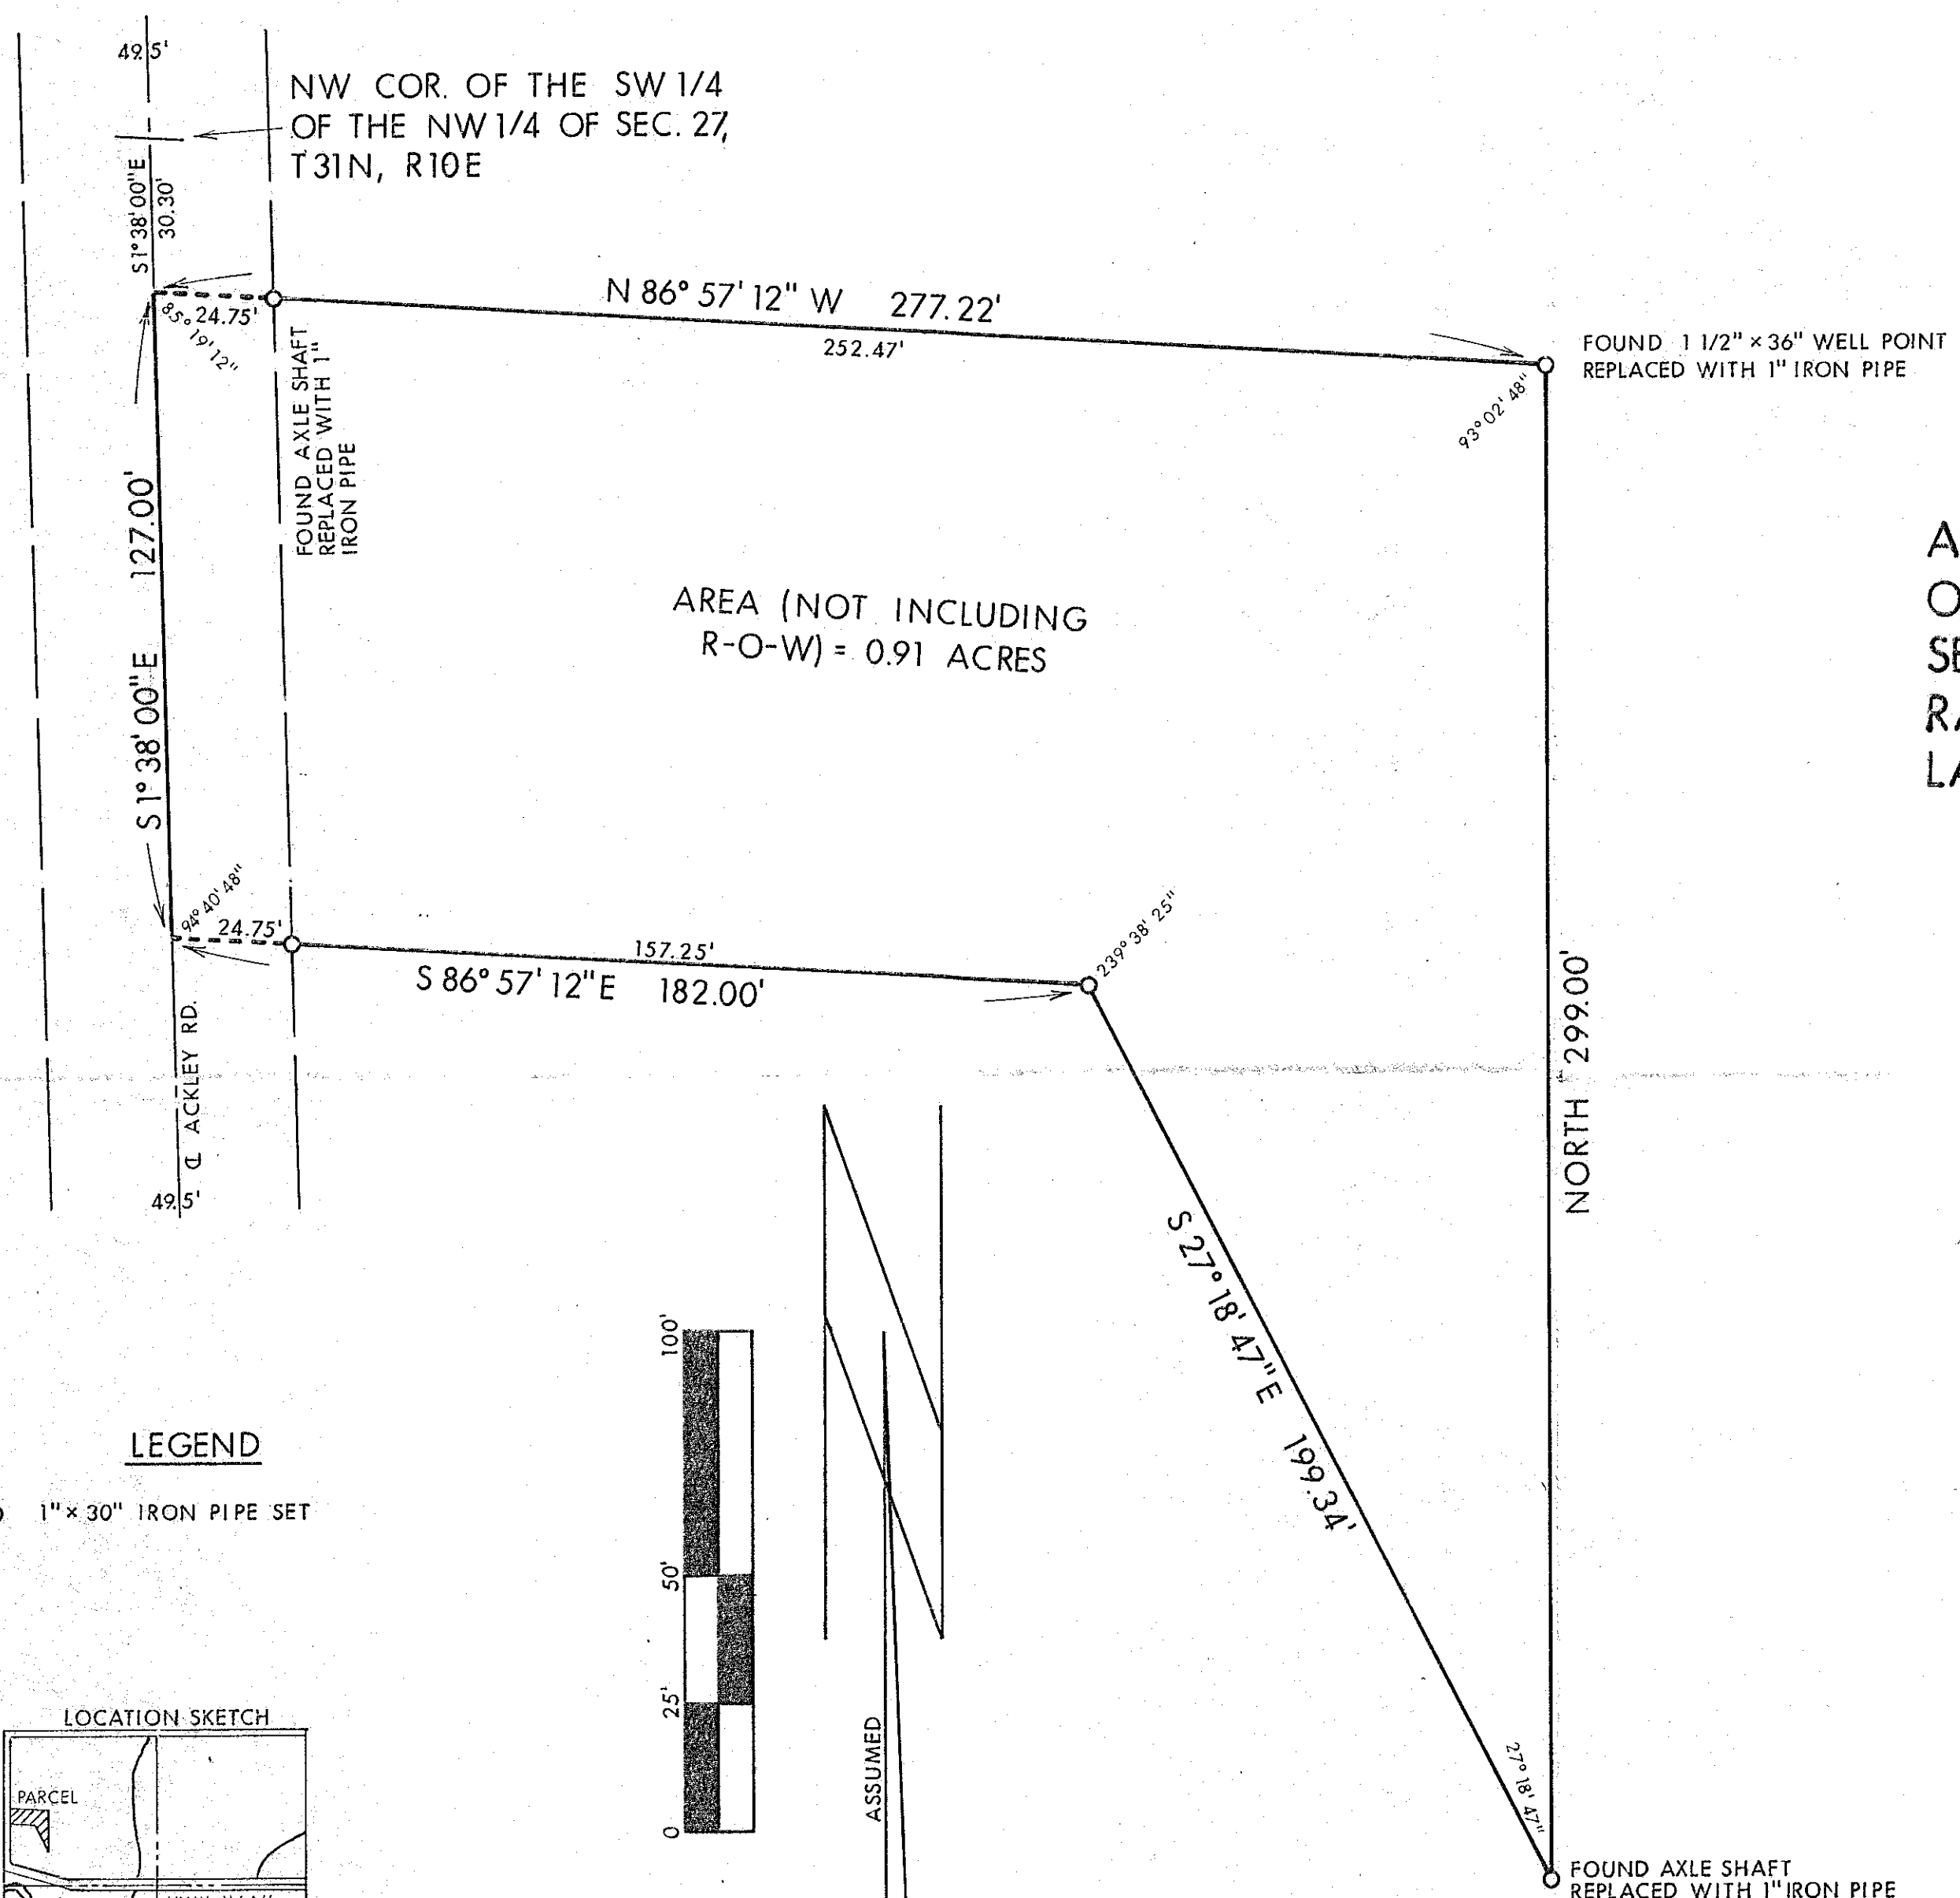 49.5'
NW COR. OF THE SW 1/4
OF THE NW 1/4 OF SEC. 27,
T31N, R10E
S 1° 38' 00" E
30.30'
N 86° 57' 12" W 277.22'
252.47'
24.75'
85° 19' 12"
FOUND AXLE SHAFT
REPLACED WITH 1"
IRON PIPE
FOUND 1 1/2" × 36" WELL POINT
REPLACED WITH 1" IRON PIPE
93° 02' 48"
S 1° 38' 00" E 127.00'
AREA (NOT INCLUDING
R-O-W) = 0.91 ACRES
A
O
SE
RA
LA
94° 40' 48"
24.75'
157.25'
S 86° 57' 12" E 182.00'
239° 38' 25"
NORTH 299.00'
℄ ACKLEY RD.
49.5'
S 27° 18' 47" E 199.34'
27° 18' 47"
100'
50'
25'
0
ASSUMED
LEGEND
1" × 30" IRON PIPE SET
LOCATION SKETCH
PARCEL
FOUND AXLE SHAFT
REPLACED WITH 1" IRON PIPE